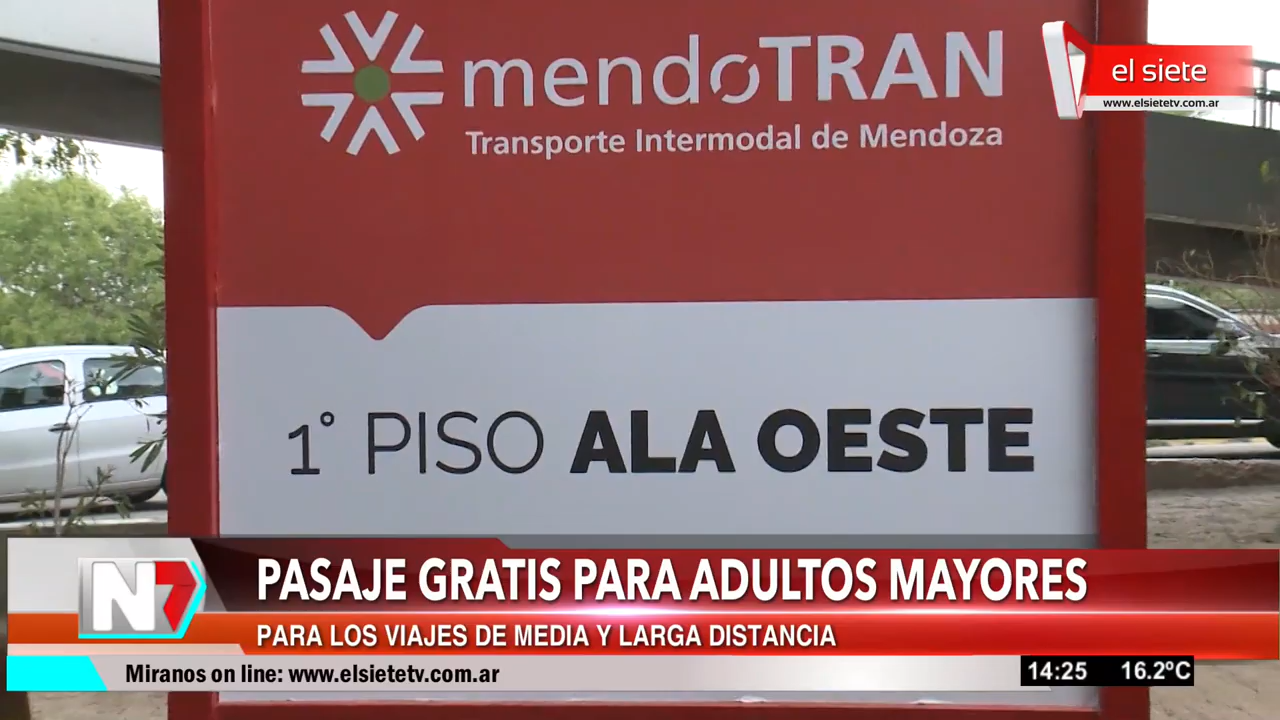 mendoTRAN
Transporte Intermodal de Mendoza
el siete
www.elsietetv.com.ar
1° PISO ALA OESTE
N7
PASAJE GRATIS PARA ADULTOS MAYORES
PARA LOS VIAJES DE MEDIA Y LARGA DISTANCIA
Miranos on line: www.elsietetv.com.ar
14:25 16.2°C